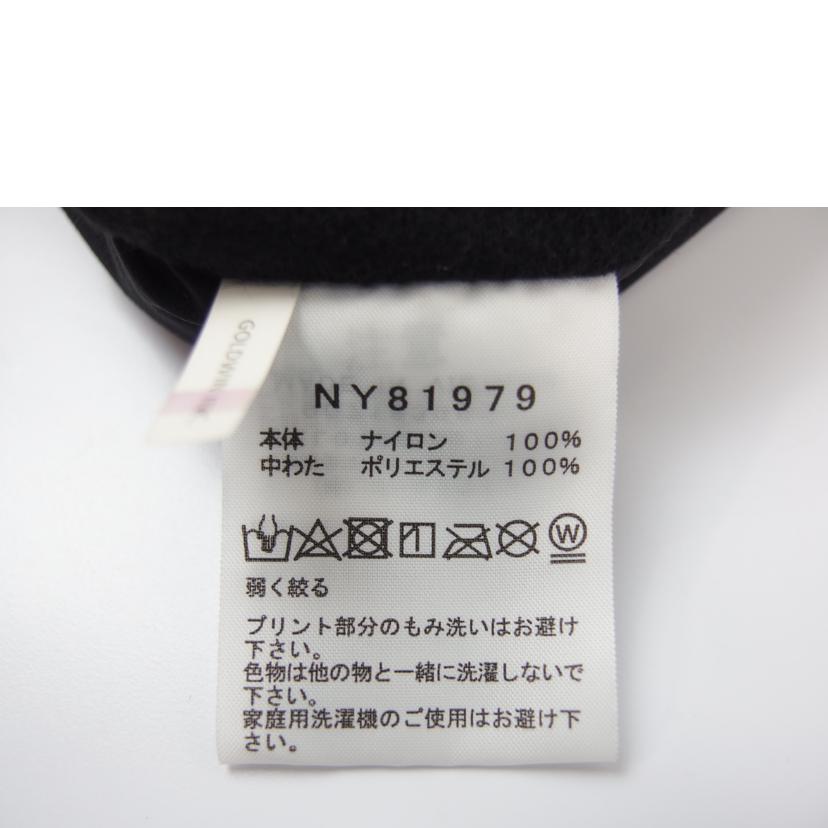 GOLDWIN
NY81979
本体 ナイロン 100%
中わた ポリエステル 100%
W
弱く絞る
プリント部分のもみ洗いはお避け
下さい。
色物は他の物と一緒に洗濯しないで
下さい。
家庭用洗濯機のご使用はお避け下
さい。